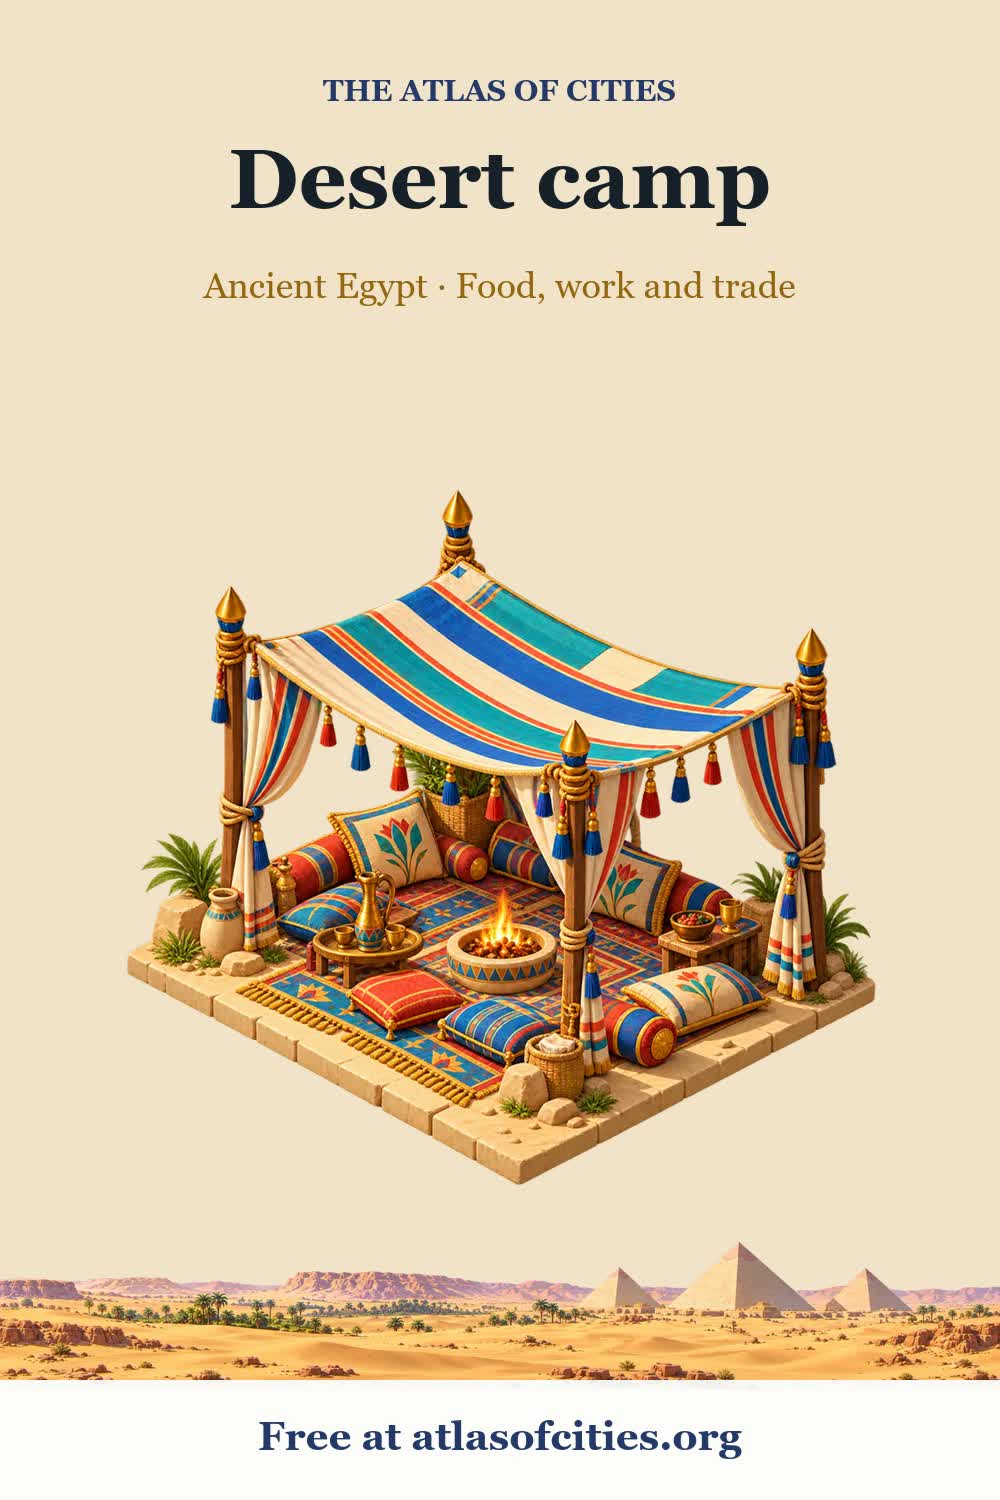 THE ATLAS OF CITIES
Desert camp
Ancient Egypt · Food, work and trade
Free at atlasofcities.org